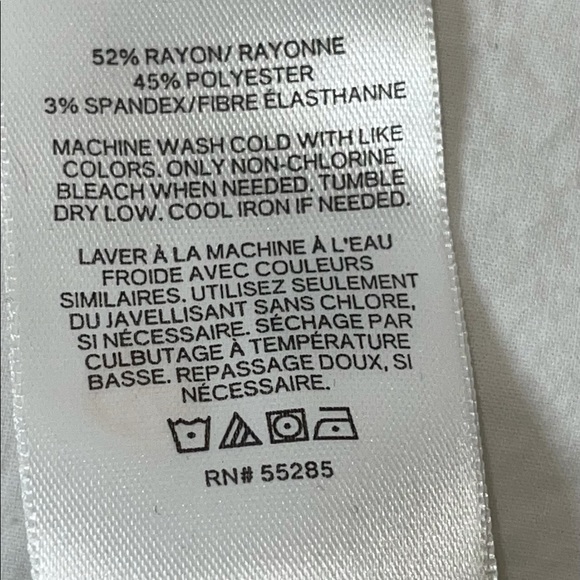 52% RAYON/ RAYONNE
45% POLYESTER
3% SPANDEX/FIBRE ÉLASTHANNE
MACHINE WASH COLD WITH LIKE
COLORS. ONLY NON-CHLORINE
BLEACH WHEN NEEDED. TUMBLE
DRY LOW. COOL IRON IF NEEDED.
LAVER À LA MACHINE À L'EAU
FROIDE AVEC COULEURS
SIMILAIRES. UTILISEZ SEULEMENT
DU JAVELLISANT SANS CHLORE,
SI NÉCESSAIRE. SÉCHAGE PAR
CULBUTAGE À TEMPÉRATURE
BASSE. REPASSAGE DOUX, SI
NÉCESSAIRE.
RN# 55285